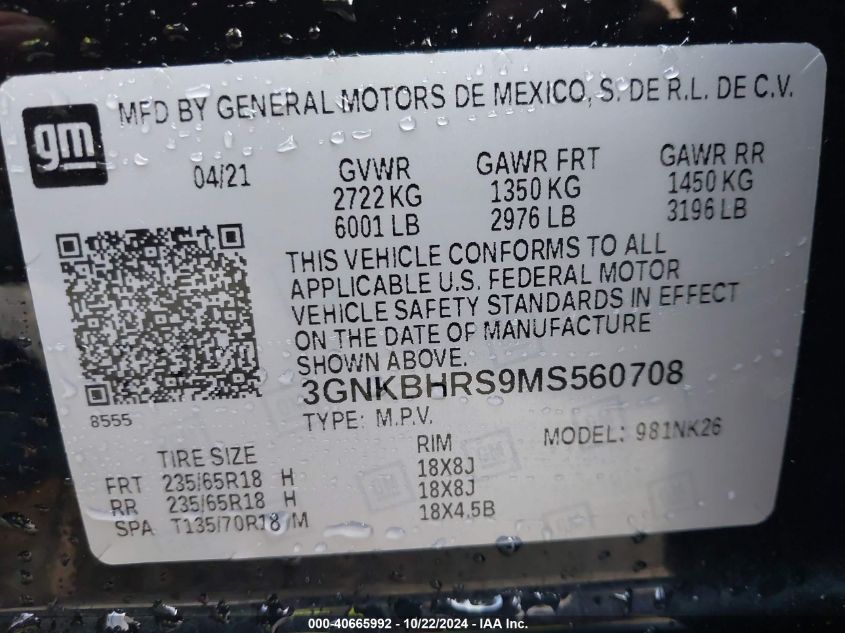 gm
MFD BY GENERAL MOTORS DE MEXICO, S. DE R.L. DE C.V.
04/21
GVWR GAWR FRT GAWR RR
2722 KG 1350 KG 1450 KG
6001 LB 2976 LB 3196 LB
THIS VEHICLE CONFORMS TO ALL
APPLICABLE U.S. FEDERAL MOTOR
VEHICLE SAFETY STANDARDS IN EFFECT
ON THE DATE OF MANUFACTURE
SHOWN ABOVE.
3GNKBHRS9MS560708
8555
TYPE: M.P.V.
MODEL: 981NK26
TIRE SIZE RIM
FRT 235/65R18 H 18X8J
RR 235/65R18 H 18X8J
SPA T135/70R18 M 18X4.5B
GM GM GM
000-40665992 - 10/22/2024 - IAA Inc.